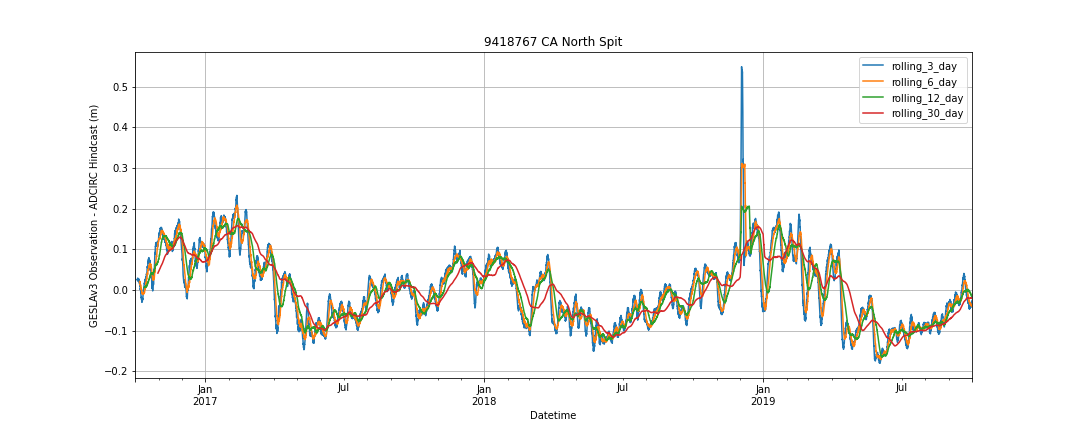 9418767 CA North Spit
GESLAv3 Observation - ADCIRC Hindcast (m)
0.5
0.4
0.3
0.2
0.1
0.0
−0.1
−0.2
rolling_3_day
rolling_6_day
rolling_12_day
rolling_30_day
Jan Jul Jan Jul Jan Jul
2017 2018 2019
Datetime